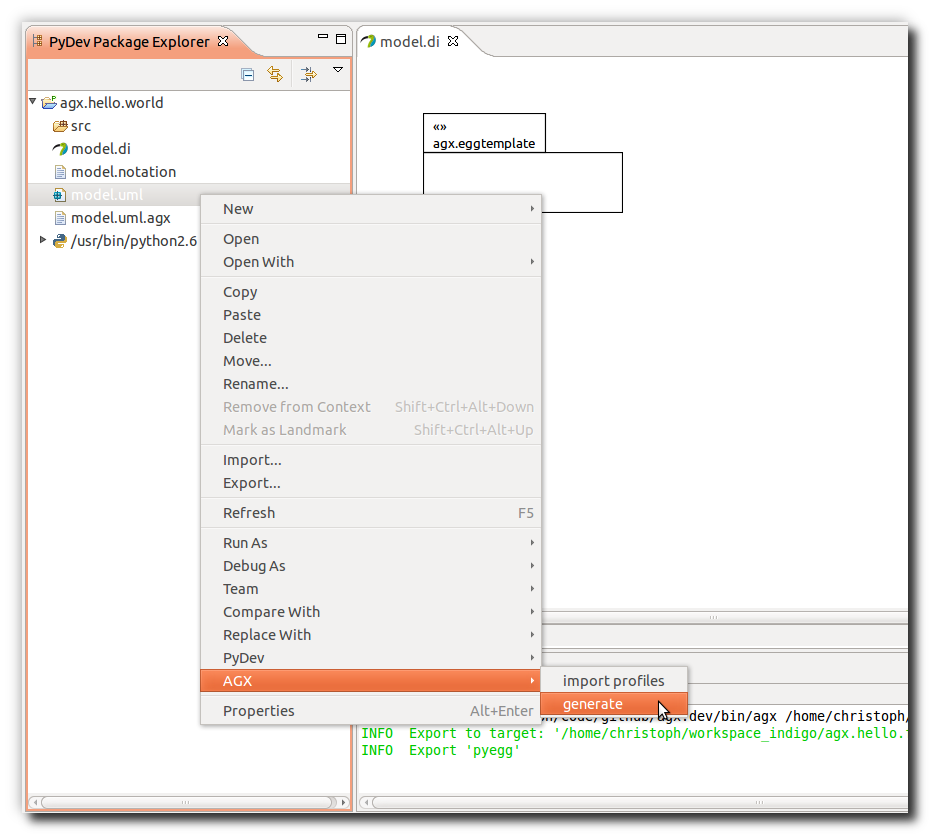 PyDev Package Explorer
model.di
agx.hello.world
src
model.di
model.notation
model.uml
model.uml.agx
/usr/bin/python2.6
«»
agx.eggtemplate
New
Open
Open With
Copy
Paste
Delete
Move...
Rename...
Remove from Context Shift+Ctrl+Alt+Down
Mark as Landmark Shift+Ctrl+Alt+Up
Import...
Export...
Refresh F5
Run As
Debug As
Team
Compare With
Replace With
PyDev
AGX
Properties Alt+Enter
import profiles
generate
/code/github/agx.dev/bin/agx /home/christoph/
INFO Export to target: '/home/christoph/workspace_indigo/agx.hello.
INFO Export 'pyegg'